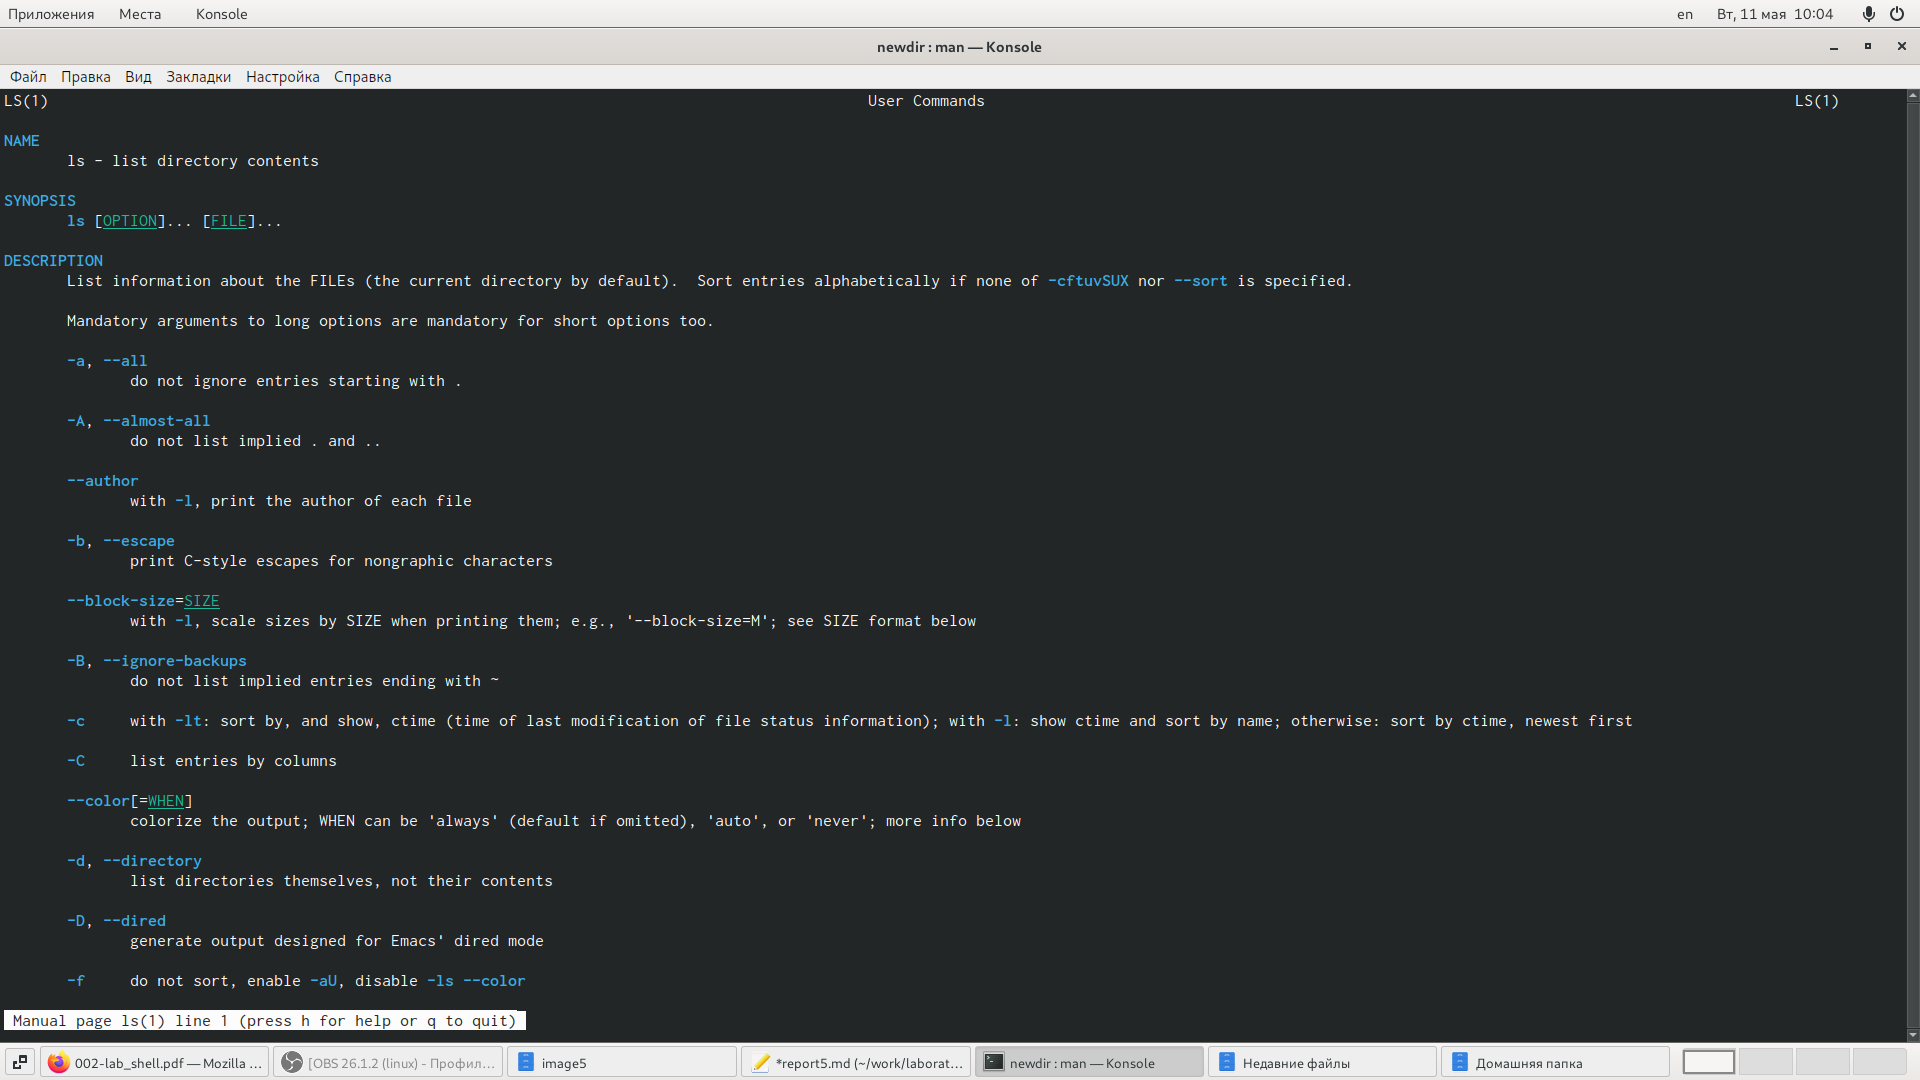 Приложения Места Konsole en Вт, 11 мая 10:04
newdir : man — Konsole
Файл Правка Вид Закладки Настройка Справка
LS(1) User Commands LS(1)
NAME
ls - list directory contents
SYNOPSIS
ls [OPTION]... [FILE]...
DESCRIPTION
List information about the FILEs (the current directory by default). Sort entries alphabetically if none of -cftuvSUX nor --sort is specified.
Mandatory arguments to long options are mandatory for short options too.
-a, --all
do not ignore entries starting with .
-A, --almost-all
do not list implied . and ..
--author
with -l, print the author of each file
-b, --escape
print C-style escapes for nongraphic characters
--block-size=SIZE
with -l, scale sizes by SIZE when printing them; e.g., '--block-size=M'; see SIZE format below
-B, --ignore-backups
do not list implied entries ending with ~
-c with -lt: sort by, and show, ctime (time of last modification of file status information); with -l: show ctime and sort by name; otherwise: sort by ctime, newest first
-C list entries by columns
--color[=WHEN]
colorize the output; WHEN can be 'always' (default if omitted), 'auto', or 'never'; more info below
-d, --directory
list directories themselves, not their contents
-D, --dired
generate output designed for Emacs' dired mode
-f do not sort, enable -aU, disable -ls --color
Manual page ls(1) line 1 (press h for help or q to quit)
002-lab_shell.pdf — Mozilla ... [OBS 26.1.2 (linux) - Профил... image5 *report5.md (~/work/laborat... newdir : man — Konsole Недавние файлы Домашняя папка